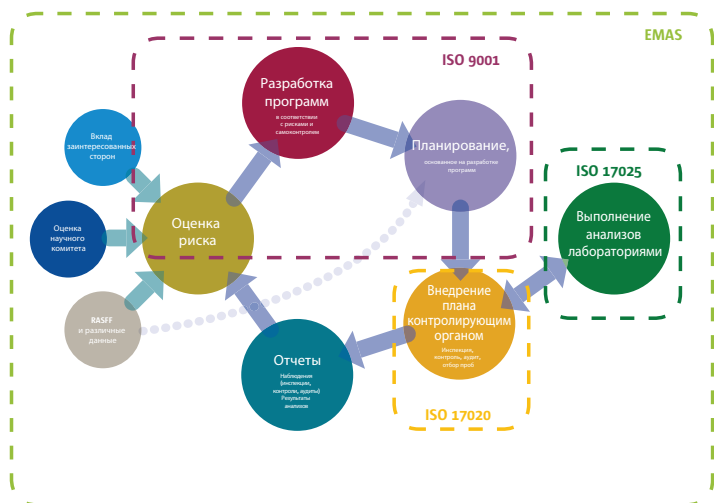 EMAS
ISO 9001
Разработка
программ
в соответствии
с рисками и
самоконтролем
Планирование,
основанное на разработке
программ
Вклад
заинтересованных
сторон
ISO 17025
Выполнение
анализов
лабораториями
Оценка
научного
комитета
Оценка
риска
RASFF
и различные
данные
Внедрение
плана
контролирующим
органом
Инспекции,
контроль, аудит,
отбор проб
Отчеты
Наблюдения
(инспекции,
контроли, аудиты)
Результаты
анализов
ISO 17020